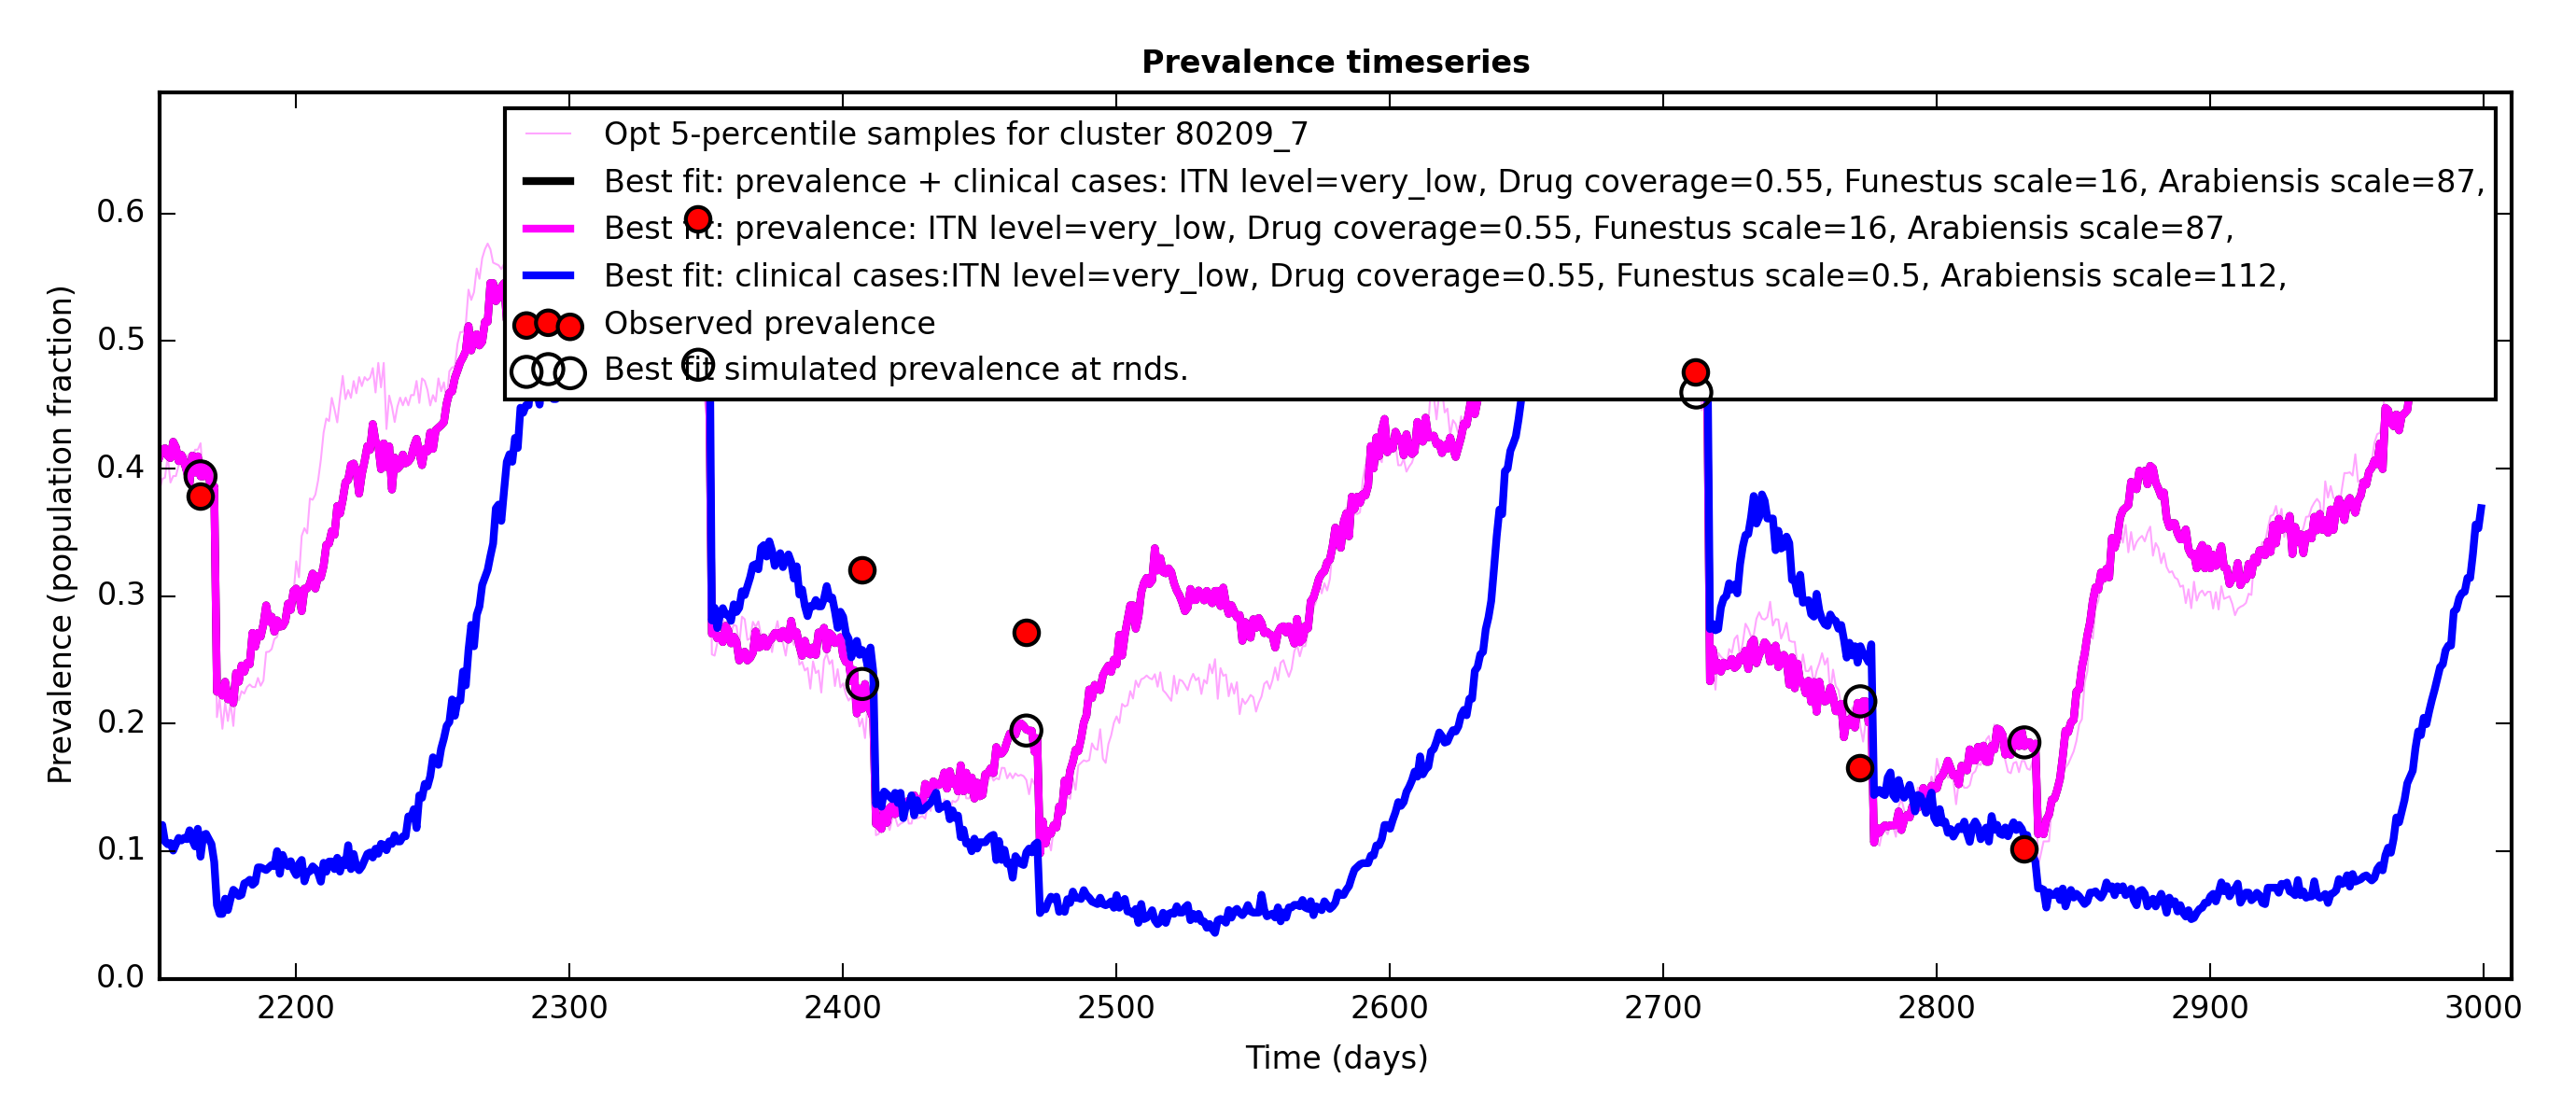 Prevalence timeseries
Opt 5-percentile samples for cluster 80209_7
Best fit: prevalence + clinical cases: ITN level=very_low, Drug coverage=0.55, Funestus scale=16, Arabiensis scale=87,
Best fit: prevalence: ITN level=very_low, Drug coverage=0.55, Funestus scale=16, Arabiensis scale=87,
Best fit: clinical cases:ITN level=very_low, Drug coverage=0.55, Funestus scale=0.5, Arabiensis scale=112,
Observed prevalence
Best fit simulated prevalence at rnds.
Prevalence (population fraction)
0.6
0.5
0.4
0.3
0.2
0.1
0.0
2200 2300 2400 2500 2600 2700 2800 2900 3000
Time (days)